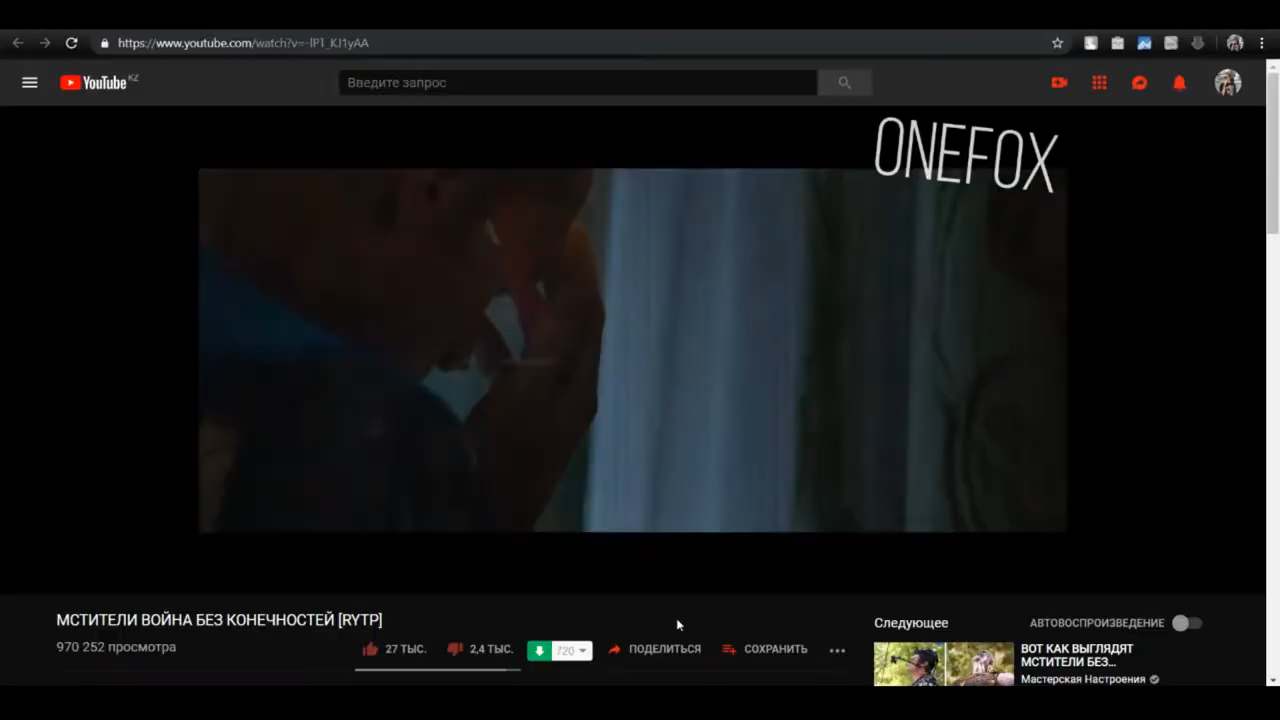 https://www.youtube.com/watch?v=-lP1_KJ1yAA
YouTube KZ
Введите запрос
ONEFOX
МСТИТЕЛИ ВОЙНА БЕЗ КОНЕЧНОСТЕЙ [RYTP]
970 252 просмотра
27 ТЫС.
2,4 ТЫС.
720
ПОДЕЛИТЬСЯ
СОХРАНИТЬ
Следующее
АВТОВОСПРОИЗВЕДЕНИЕ
ВОТ КАК ВЫГЛЯДЯТ
МСТИТЕЛИ БЕЗ...
Мастерская Настроения